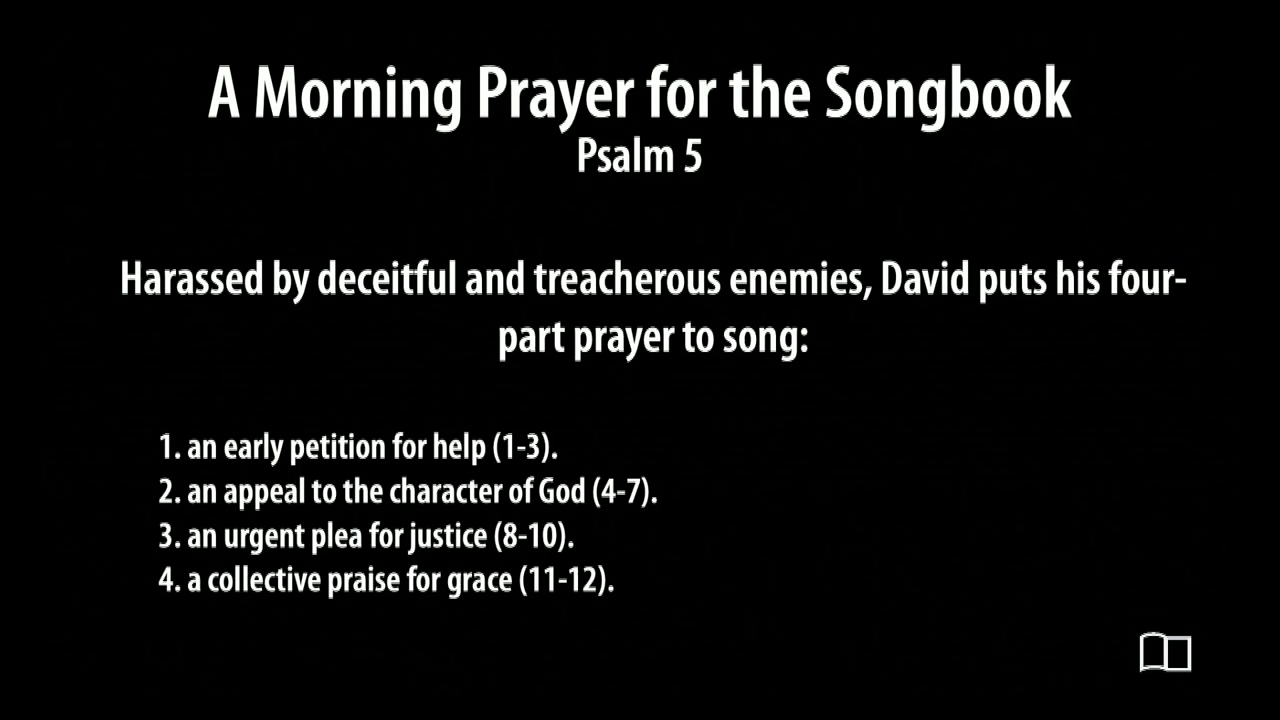 A Morning Prayer for the Songbook
Psalm 5
Harassed by deceitful and treacherous enemies, David puts his four-
part prayer to song:
1. an early petition for help (1-3).
2. an appeal to the character of God (4-7).
3. an urgent plea for justice (8-10).
4. a collective praise for grace (11-12).